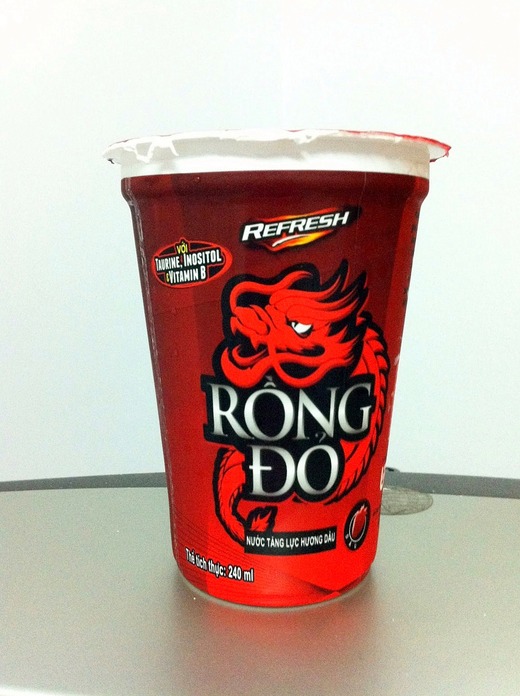 REFRESH
VỚI
TAURINE, INOSITOL
& VITAMIN B
RỒNG
ĐỎ
NƯỚC TĂNG LỰC HƯƠNG DÂU
Thể tích thực: 240 ml